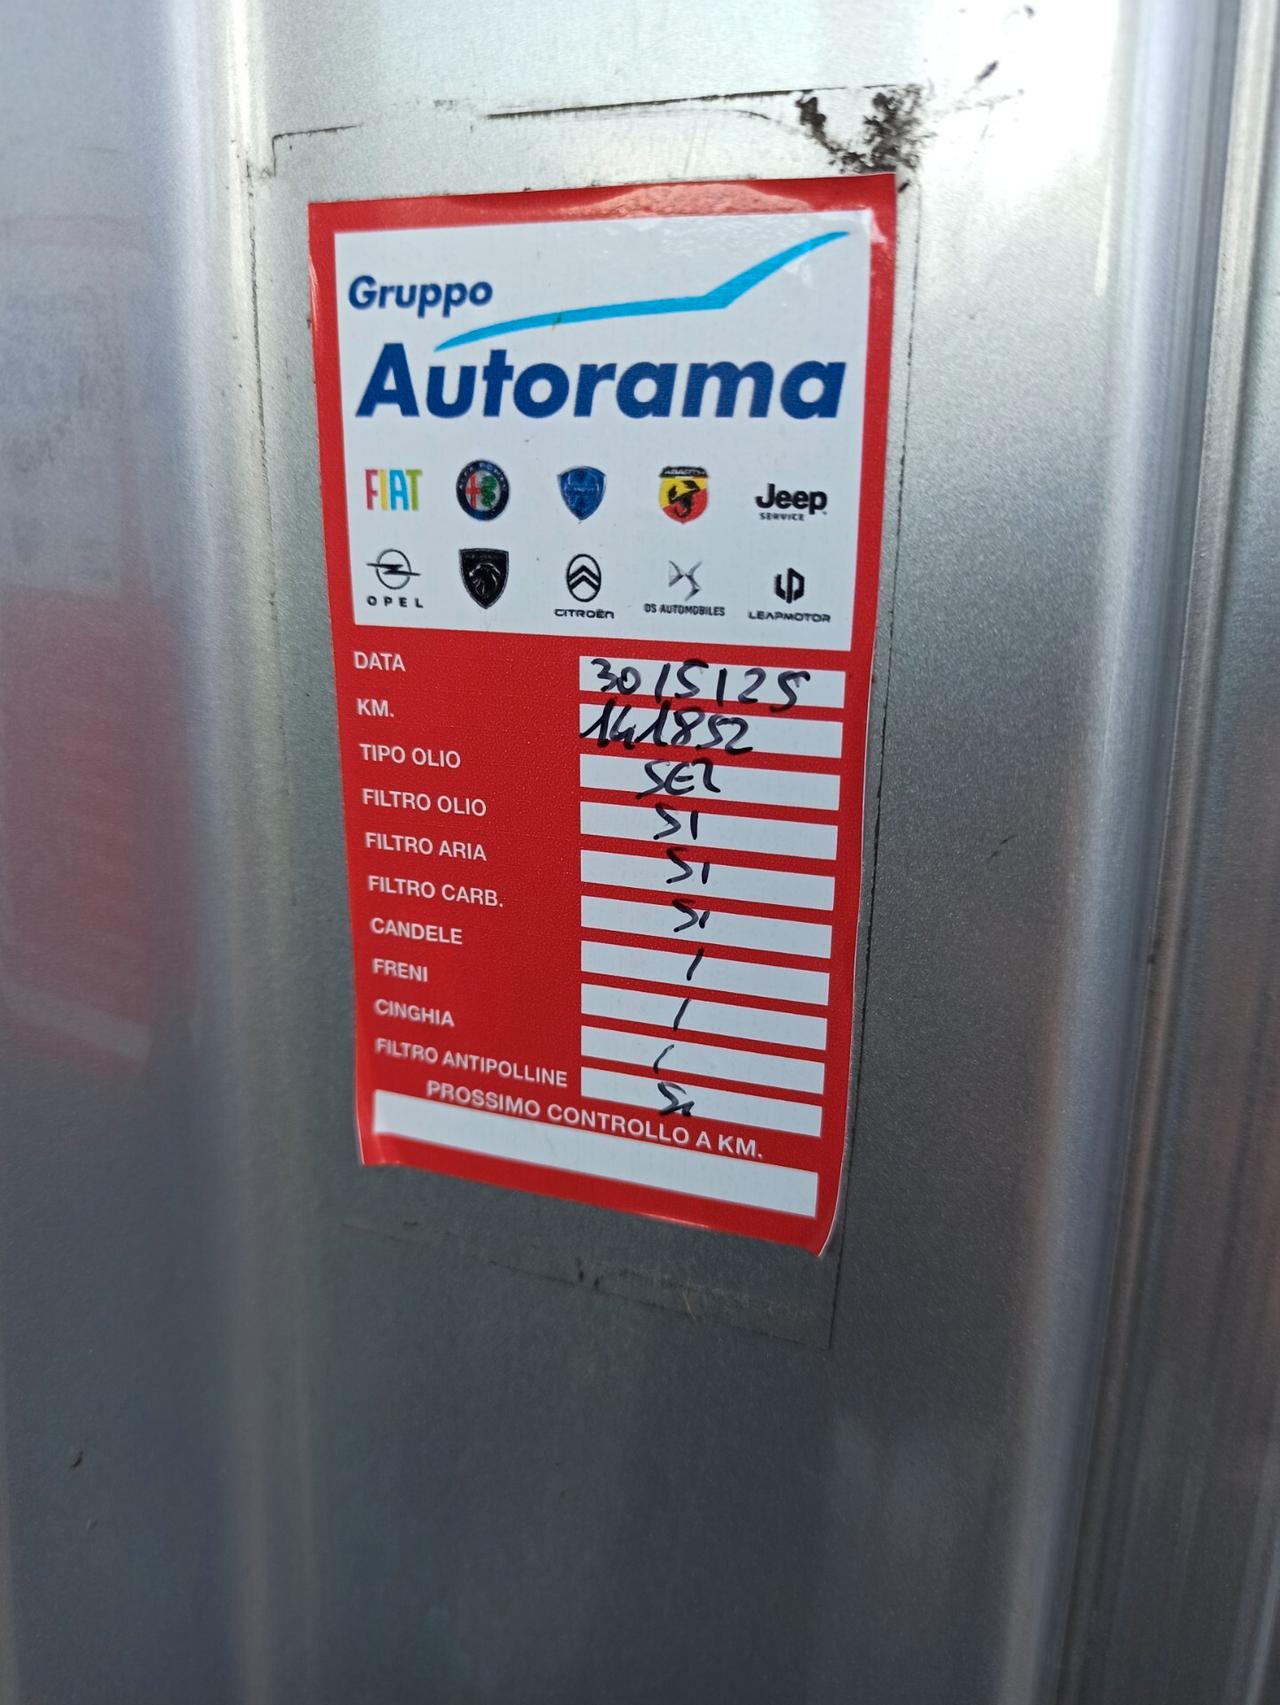 Gruppo
Autorama
FIAT
Jeep
SERVICE
OPEL
CITROËN
DS AUTOMOBILES
LEAPMOTOR
DATA 30/5/25
KM. 141852
TIPO OLIO SEL
FILTRO OLIO SI
FILTRO ARIA SI
FILTRO CARB. SI
CANDELE /
FRENI /
CINGHIA /
FILTRO ANTIPOLLINE SI
PROSSIMO CONTROLLO A KM.